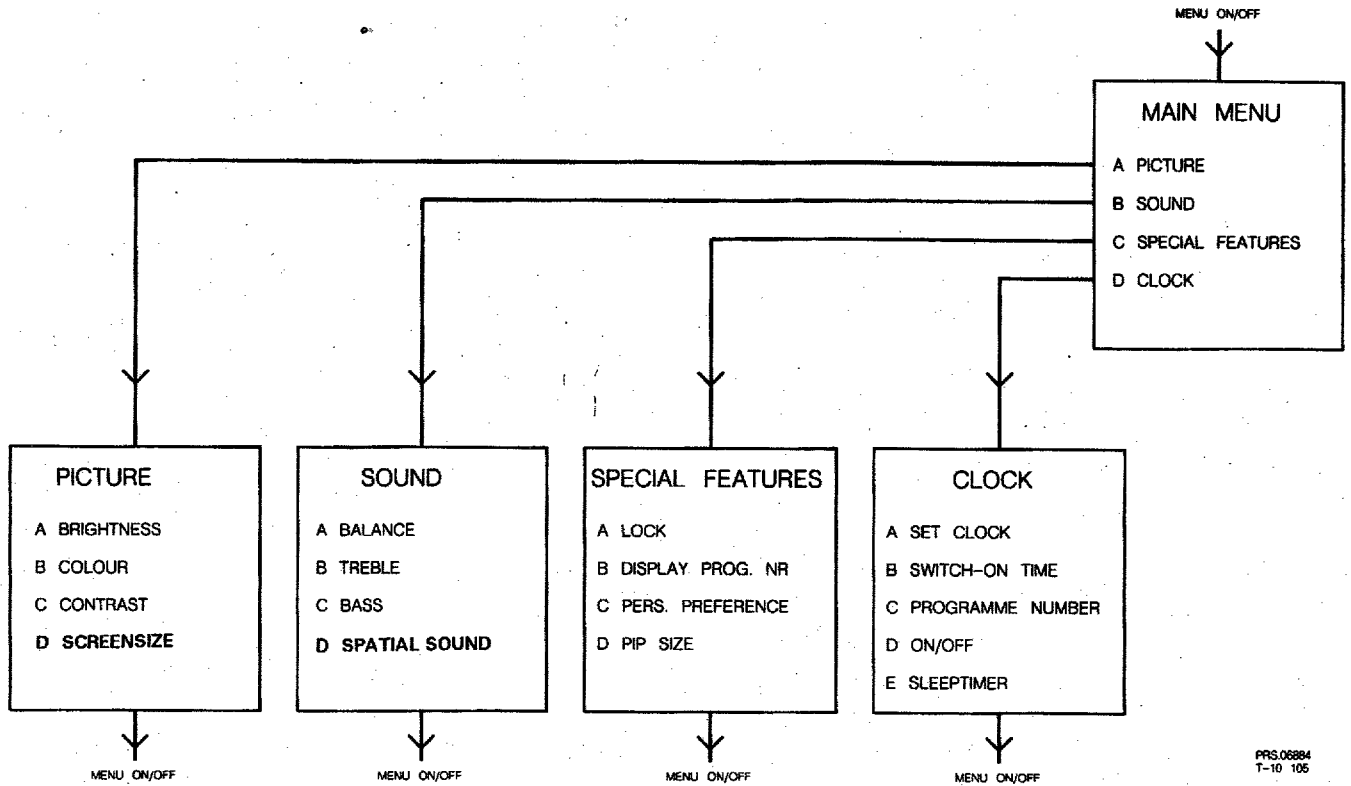 MENU ON/OFF
MAIN MENU
A PICTURE
B SOUND
C SPECIAL FEATURES
D CLOCK
PICTURE
A BRIGHTNESS
B COLOUR
C CONTRAST
D SCREENSIZE
MENU ON/OFF
SOUND
A BALANCE
B TREBLE
C BASS
D SPATIAL SOUND
MENU ON/OFF
SPECIAL FEATURES
A LOCK
B DISPLAY PROG. NR
C PERS. PREFERENCE
D PIP SIZE
MENU ON/OFF
CLOCK
A SET CLOCK
B SWITCH-ON TIME
C PROGRAMME NUMBER
D ON/OFF
E SLEEPTIMER
MENU ON/OFF
PRS.06884
T-10 105